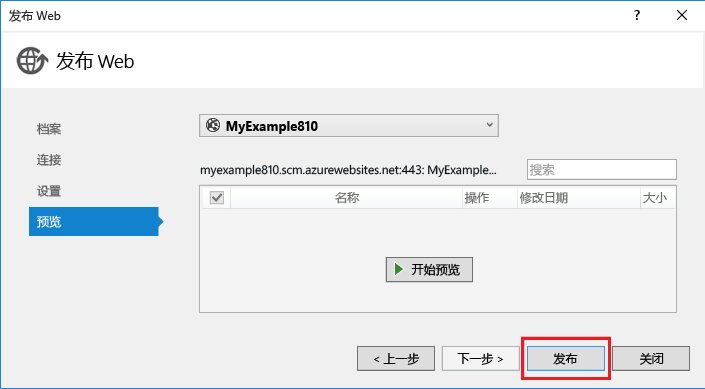 发布 Web
?
发布 Web
档案
连接
设置
预览
MyExample810
myexample810.scm.azurewebsites.net:443: MyExample...
搜索
名称 操作 修改日期 大小
开始预览
< 上一步 下一步 > 发布 关闭